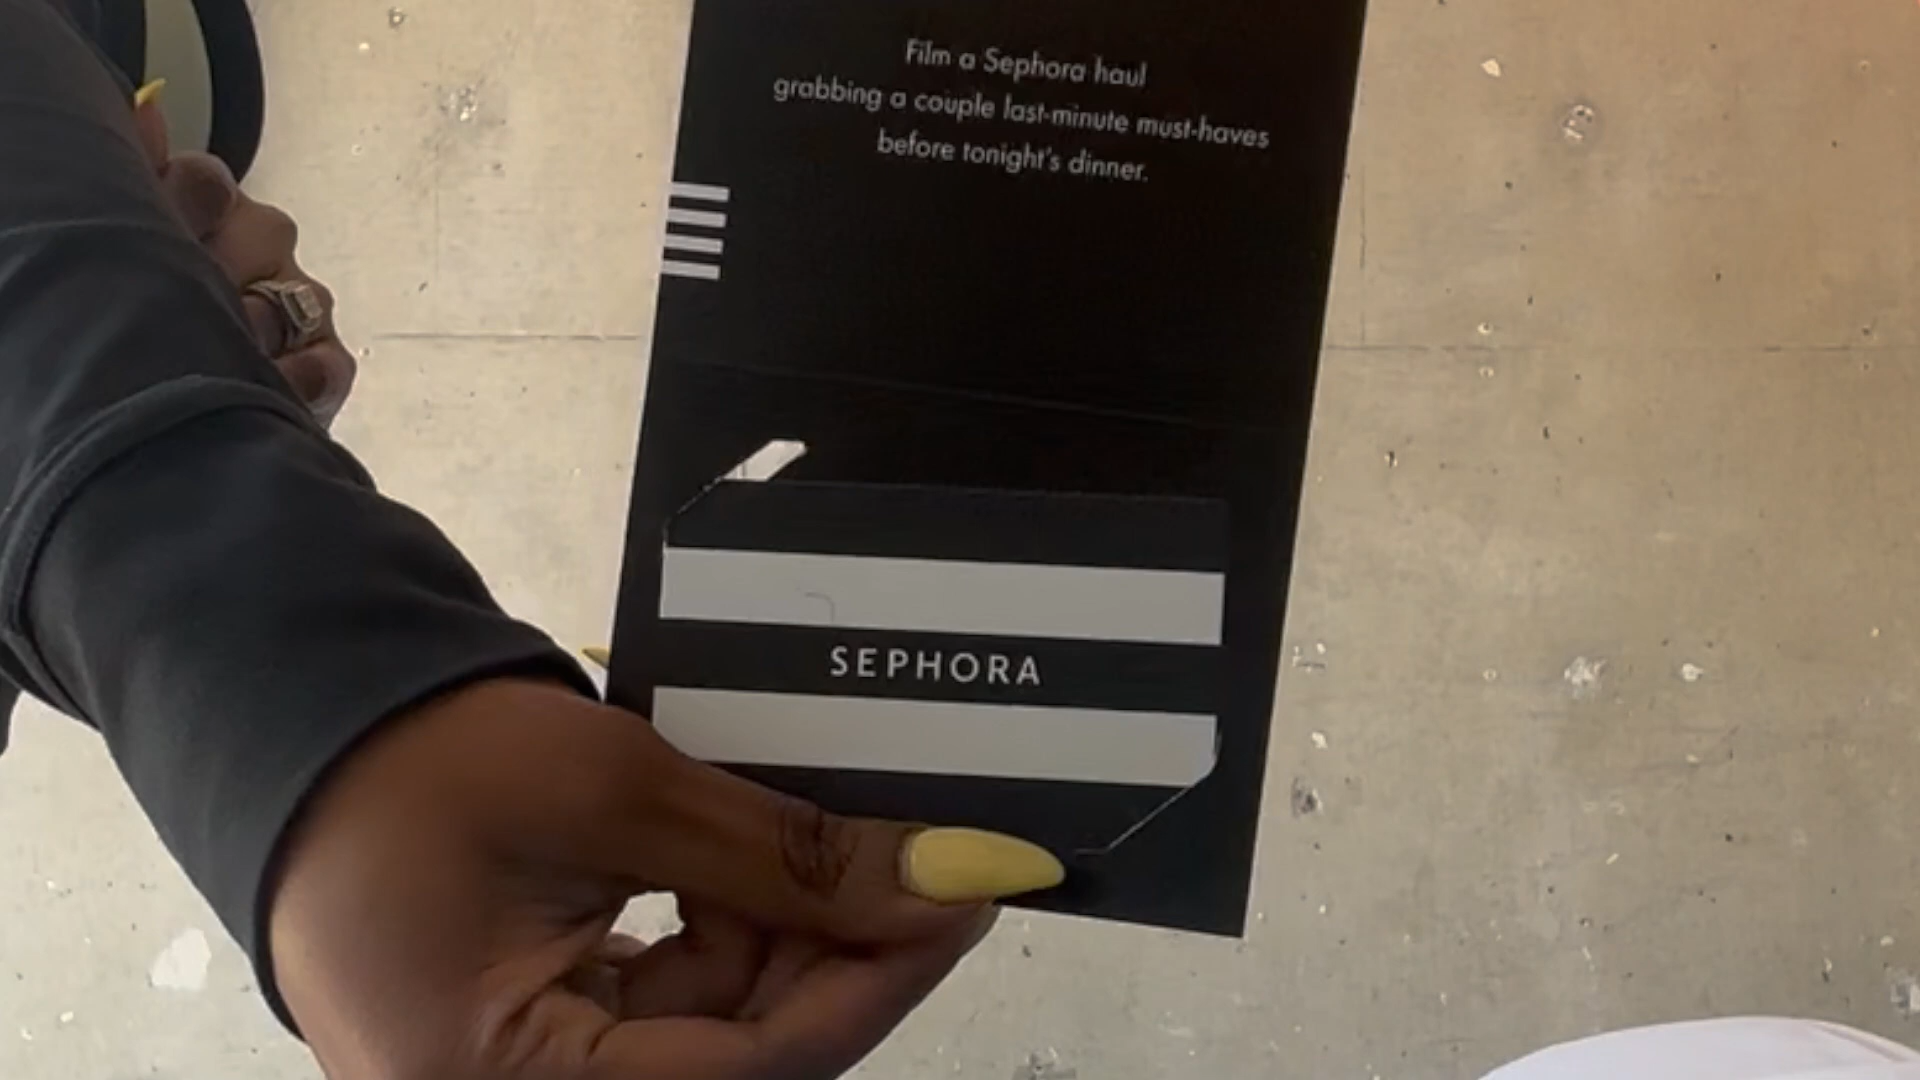 Film a Sephora haul
grabbing a couple last-minute must-haves
before tonight's dinner.
SEPHORA